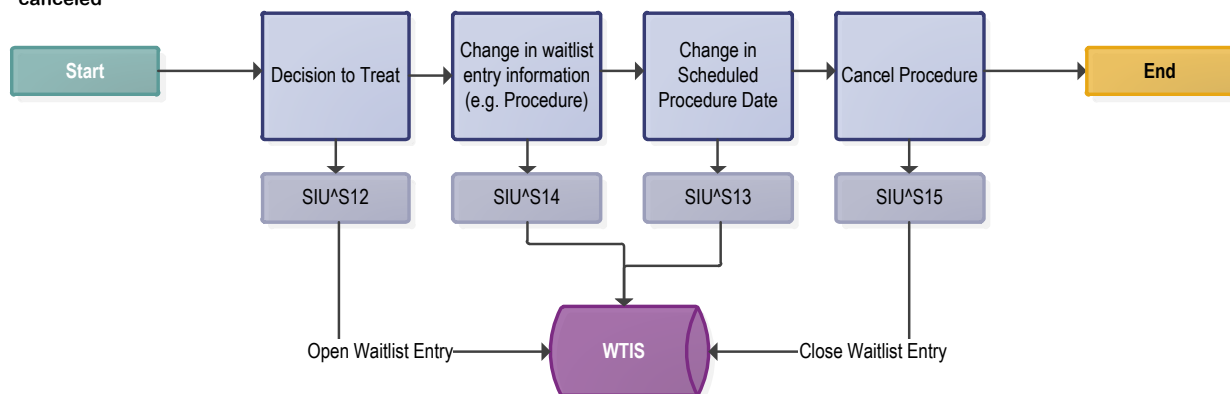 canceled
Start
Decision to Treat
Change in waitlist
entry information
(e.g. Procedure)
Change in
Scheduled
Procedure Date
Cancel Procedure
End
SIU^S12
SIU^S14
SIU^S13
SIU^S15
Open Waitlist Entry
WTIS
Close Waitlist Entry